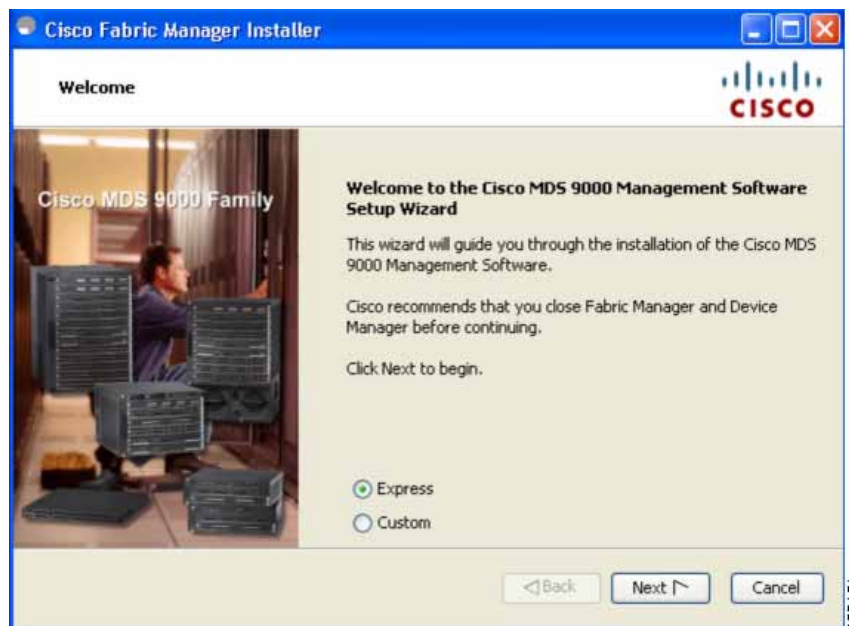 Cisco Fabric Manager Installer
Welcome
CISCO
Cisco MDS 9000 Family
Welcome to the Cisco MDS 9000 Management Software
Setup Wizard
This wizard will guide you through the installation of the Cisco MDS
9000 Management Software.
Cisco recommends that you close Fabric Manager and Device
Manager before continuing.
Click Next to begin.
Express
Custom
Back
Next
Cancel